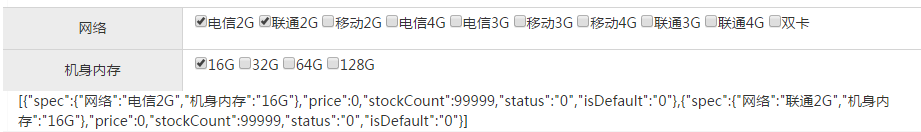 网络 电信2G 联通2G 移动2G 电信4G 电信3G 移动3G 移动4G 联通3G 联通4G 双卡
机身内存 16G 32G 64G 128G
[{"spec":{"网络":"电信2G","机身内存":"16G"},"price":0,"stockCount":99999,"status":"0","isDefault":"0"},{"spec":{"网络":"联通2G","机身内
存":"16G"},"price":0,"stockCount":99999,"status":"0","isDefault":"0"}]